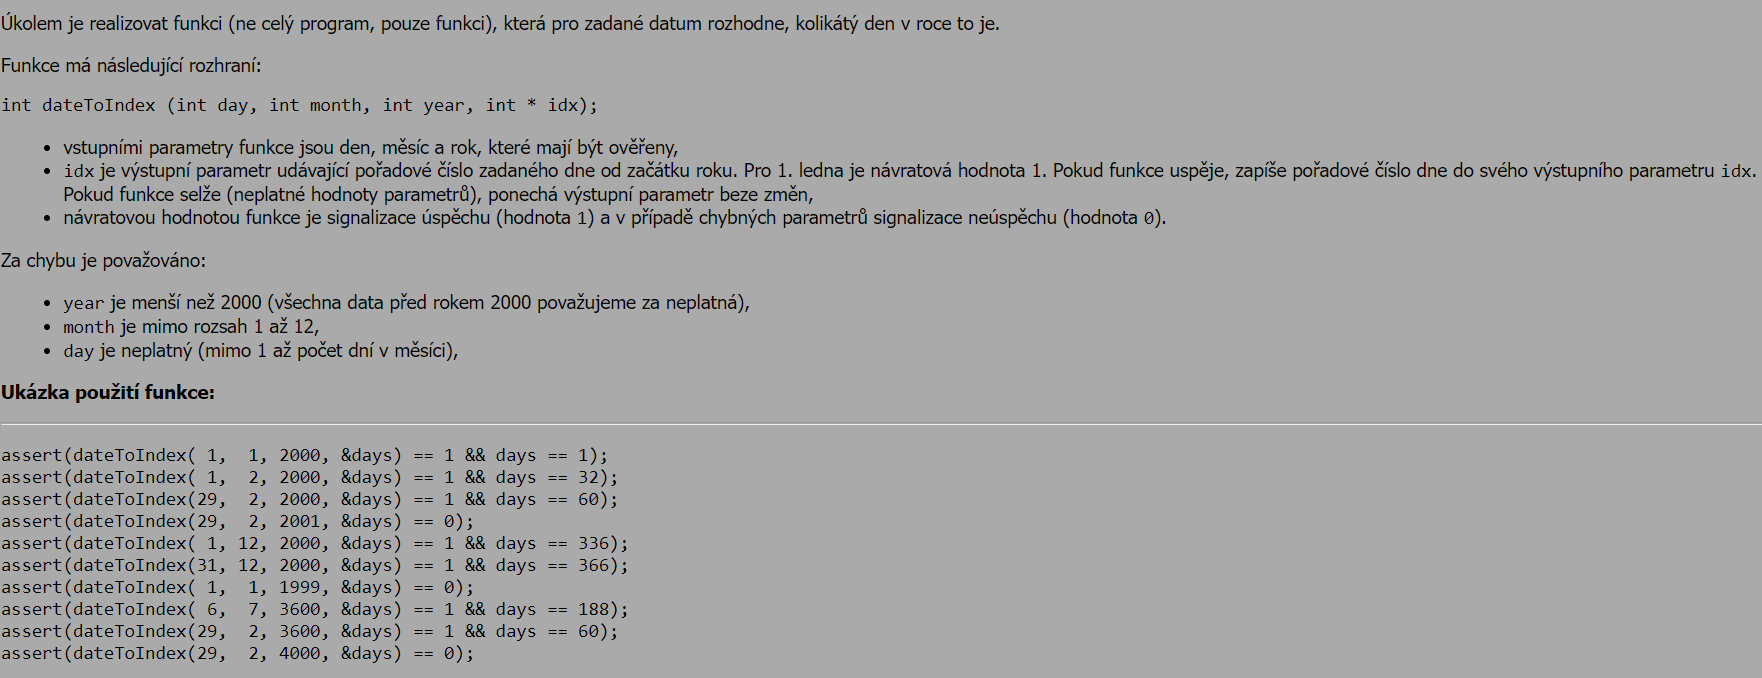 Úkolem je realizovat funkci (ne celý program, pouze funkci), která pro zadané datum rozhodne, kolikátý den v roce to je.
Funkce má následující rozhraní:
int dateToIndex (int day, int month, int year, int * idx);
• vstupními parametry funkce jsou den, měsíc a rok, které mají být ověřeny,
• idx je výstupní parametr udávající pořadové číslo zadaného dne od začátku roku. Pro 1. ledna je návratová hodnota 1. Pokud funkce uspěje, zapíše pořadové číslo dne do svého výstupního parametru idx.
Pokud funkce selže (neplatné hodnoty parametrů), ponechá výstupní parametr beze změn,
• návratovou hodnotou funkce je signalizace úspěchu (hodnota 1) a v případě chybných parametrů signalizace neúspěchu (hodnota 0).
Za chybu je považováno:
• year je menší než 2000 (všechna data před rokem 2000 považujeme za neplatná),
• month je mimo rozsah 1 až 12,
• day je neplatný (mimo 1 až počet dní v měsíci),
Ukázka použití funkce:
assert(dateToIndex( 1,  1, 2000, &days) == 1 && days == 1);
assert(dateToIndex( 1,  2, 2000, &days) == 1 && days == 32);
assert(dateToIndex(29,  2, 2000, &days) == 1 && days == 60);
assert(dateToIndex(29,  2, 2001, &days) == 0);
assert(dateToIndex( 1, 12, 2000, &days) == 1 && days == 336);
assert(dateToIndex(31, 12, 2000, &days) == 1 && days == 366);
assert(dateToIndex( 1,  1, 1999, &days) == 0);
assert(dateToIndex( 6,  7, 3600, &days) == 1 && days == 188);
assert(dateToIndex(29,  2, 3600, &days) == 1 && days == 60);
assert(dateToIndex(29,  2, 4000, &days) == 0);